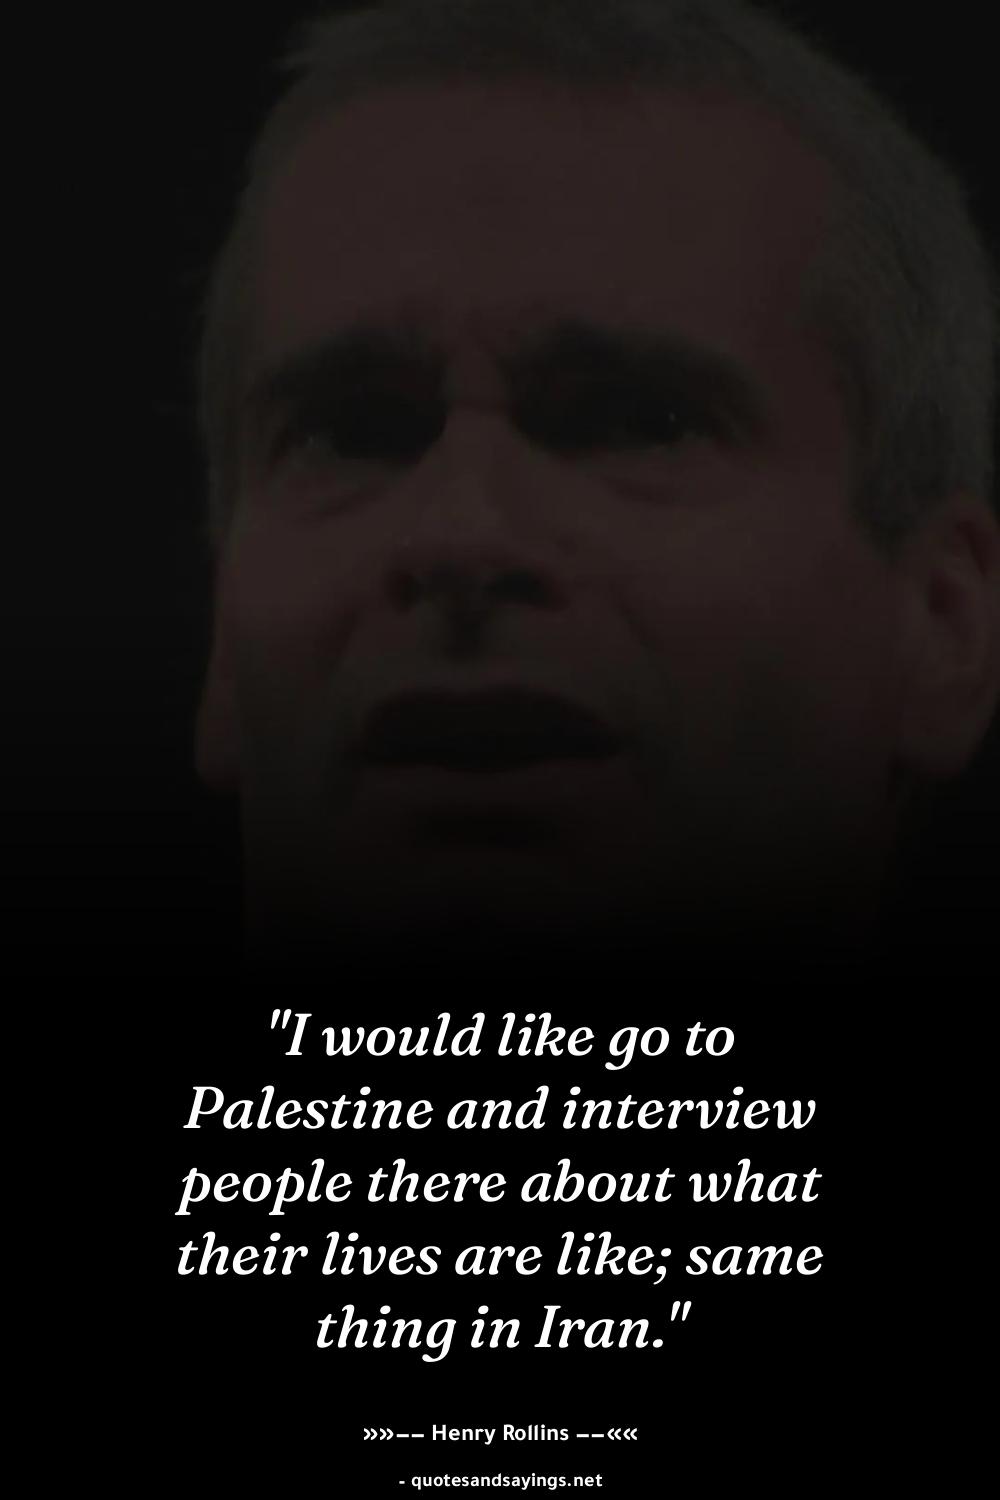 "I would like go to
Palestine and interview
people there about what
their lives are like; same
thing in Iran."
»»–– Henry Rollins ––««
- quotesandsayings.net